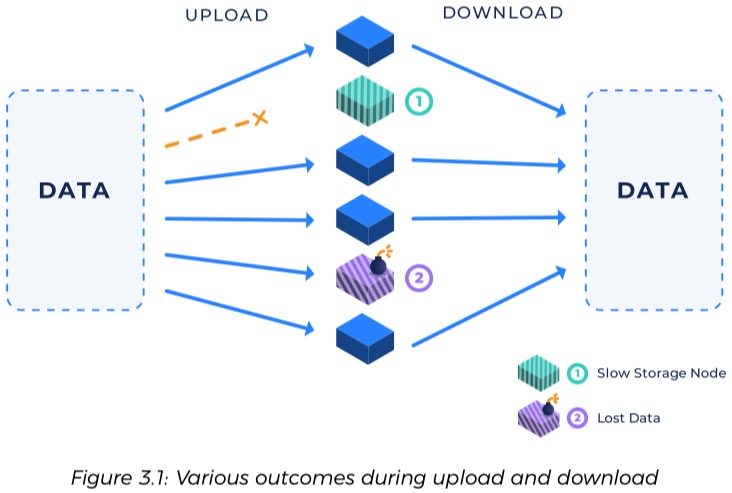 UPLOAD
DOWNLOAD
1
DATA
DATA
2
1 Slow Storage Node
2 Lost Data
Figure 3.1: Various outcomes during upload and download